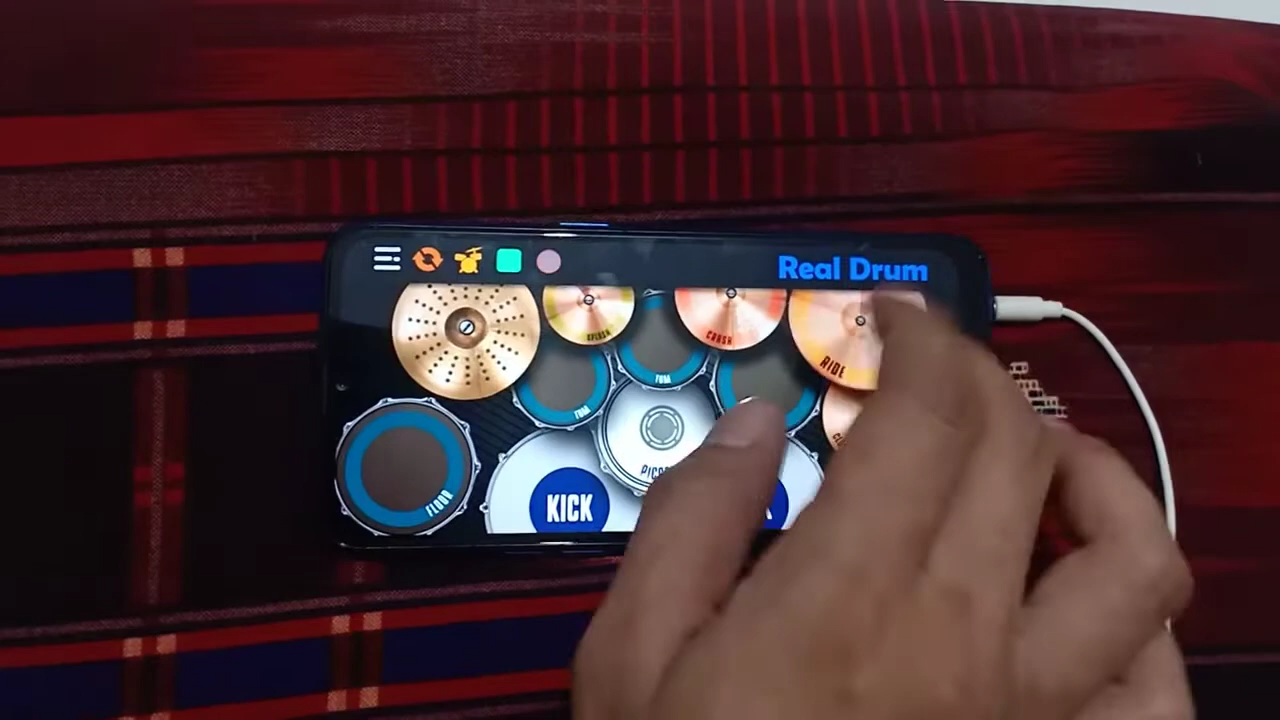 Real Drum
SPLASH
CRASH
RIDE
TOM
TOM
FLOOR
KICK